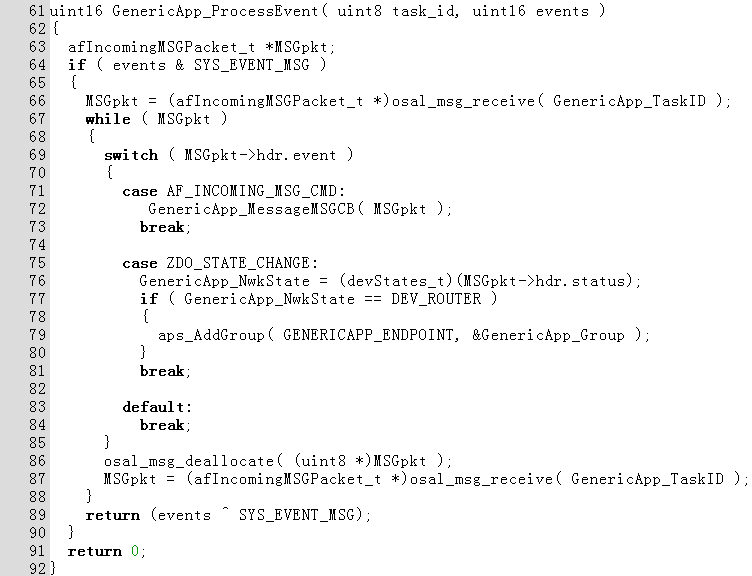 61 uint16 GenericApp_ProcessEvent( uint8 task_id, uint16 events )
62 {
63   afIncomingMSGPacket_t *MSGpkt;
64   if ( events & SYS_EVENT_MSG )
65   {
66     MSGpkt = (afIncomingMSGPacket_t *)osal_msg_receive( GenericApp_TaskID );
67     while ( MSGpkt )
68     {
69       switch ( MSGpkt->hdr.event )
70       {
71         case AF_INCOMING_MSG_CMD:
72            GenericApp_MessageMSGCB( MSGpkt );
73           break;
74
75         case ZDO_STATE_CHANGE:
76           GenericApp_NwkState = (devStates_t)(MSGpkt->hdr.status);
77           if ( GenericApp_NwkState == DEV_ROUTER )
78           {
79             aps_AddGroup( GENERICAPP_ENDPOINT, &GenericApp_Group );
80           }
81           break;
82
83         default:
84           break;
85       }
86       osal_msg_deallocate( (uint8 *)MSGpkt );
87       MSGpkt = (afIncomingMSGPacket_t *)osal_msg_receive( GenericApp_TaskID );
88     }
89     return (events ^ SYS_EVENT_MSG);
90   }
91   return 0;
92 }